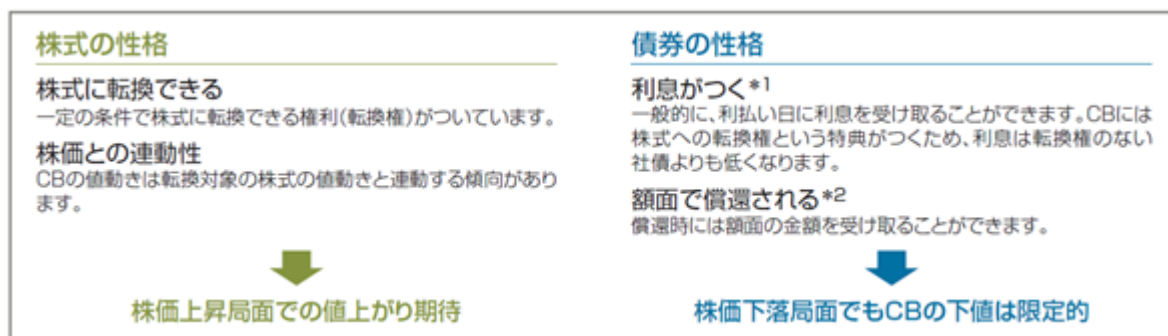 株式の性格
株式に転換できる
一定の条件で株式に転換できる権利(転換権)がついています。
株価との連動性
CBの値動きは転換対象の株式の値動きと連動する傾向があり
ます。
株価上昇局面での値上がり期待
債券の性格
利息がつく*1
一般的に、利払い日に利息を受け取ることができます。CBには
株式への転換権という特典がつくため、利息は転換権のない
社債よりも低くなります。
額面で償還される*2
償還時には額面の金額を受け取ることができます。
株価下落局面でもCBの下値は限定的